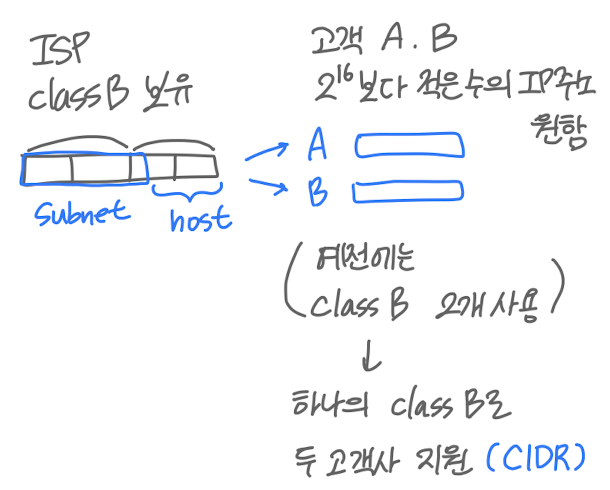 ISP
class B 보유
고객 A. B
2^16보다 적은 수의 IP주소
원함
A
B
subnet
host
(예전에는
class B 2개 사용)
↓
하나의 class B로
두 고객사 지원 (CIDR)